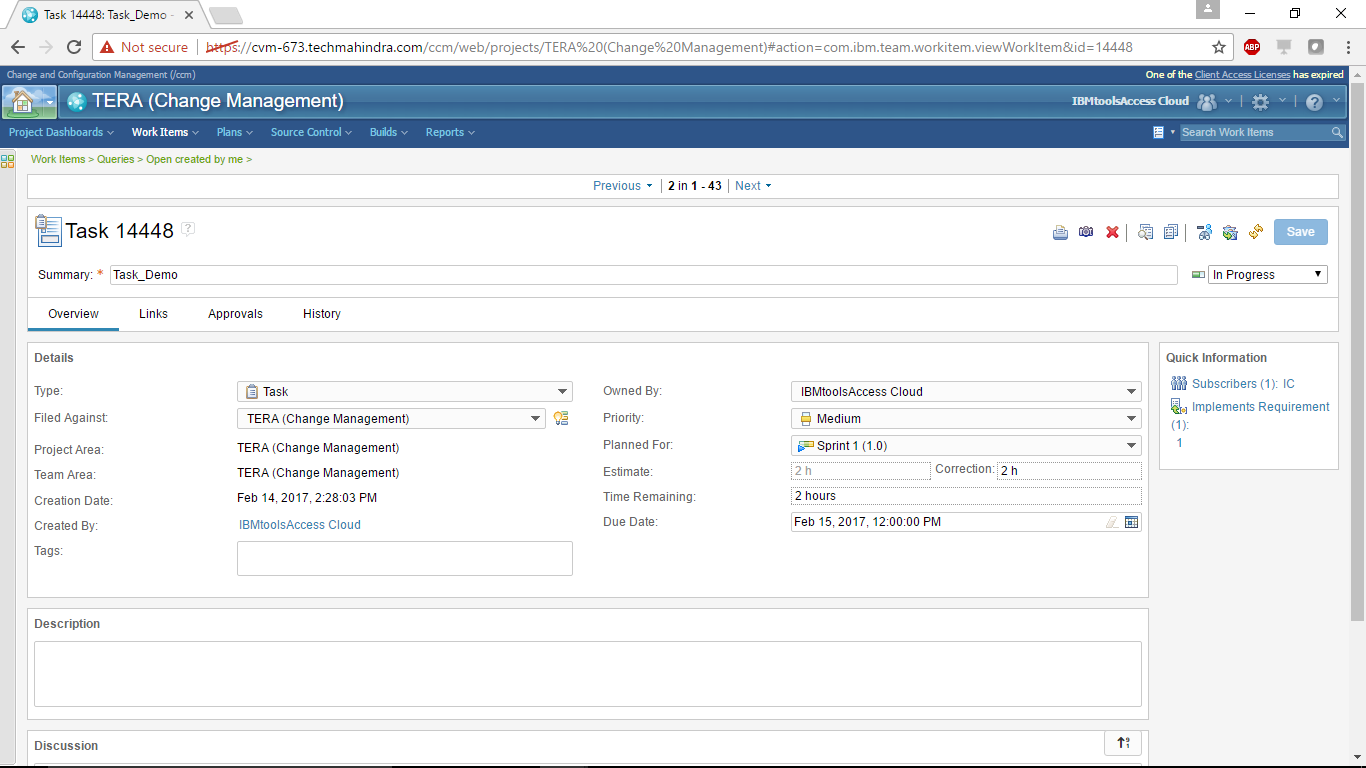 Task 14448: Task_Demo -
Not secure https://cvm-673.techmahindra.com/ccm/web/projects/TERA%20(Change%20Management)#action=com.ibm.team.workitem.viewWorkItem&id=14448
ABP
Change and Configuration Management (/ccm) One of the Client Access Licenses has expired
TERA (Change Management) IBMtoolsAccess Cloud
Project Dashboards Work Items Plans Source Control Builds Reports Search Work Items
Work Items > Queries > Open created by me >
Previous 2 in 1 - 43 Next
Task 14448 ? Save
Summary: * Task_Demo In Progress
Overview Links Approvals History
Details
Type: Task
Filed Against: TERA (Change Management)
Project Area: TERA (Change Management)
Team Area: TERA (Change Management)
Creation Date: Feb 14, 2017, 2:28:03 PM
Created By: IBMtoolsAccess Cloud
Tags:
Owned By: IBMtoolsAccess Cloud
Priority: Medium
Planned For: Sprint 1 (1.0)
Estimate: 2 h Correction: 2 h
Time Remaining: 2 hours
Due Date: Feb 15, 2017, 12:00:00 PM
Quick Information
Subscribers (1): IC
Implements Requirement
(1):
1
Description
Discussion